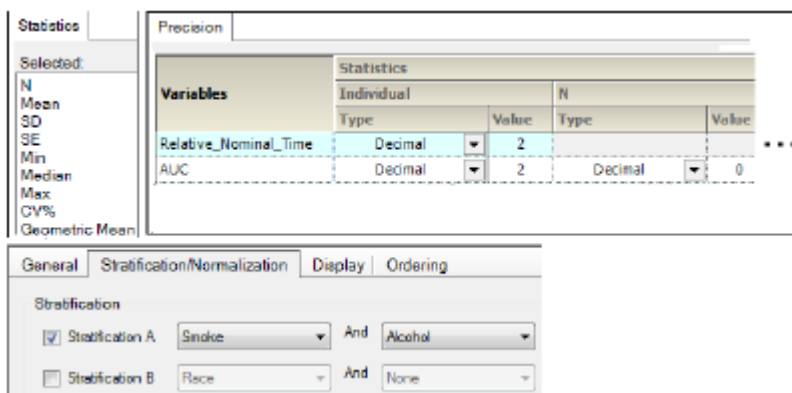 Statistics
Precision
Selected:
N
Mean
SD
SE
Min
Median
Max
CV%
Geometric Mean
Variables
Statistics
Individual
N
Type
Value
Type
Value
Relative_Nominal_Time
Decimal
2
AUC
Decimal
2
Decimal
0
...
General
Stratification/Normalization
Display
Ordering
Stratification
Stratification A
Smoke
And
Alcohol
Stratification B
Race
And
None